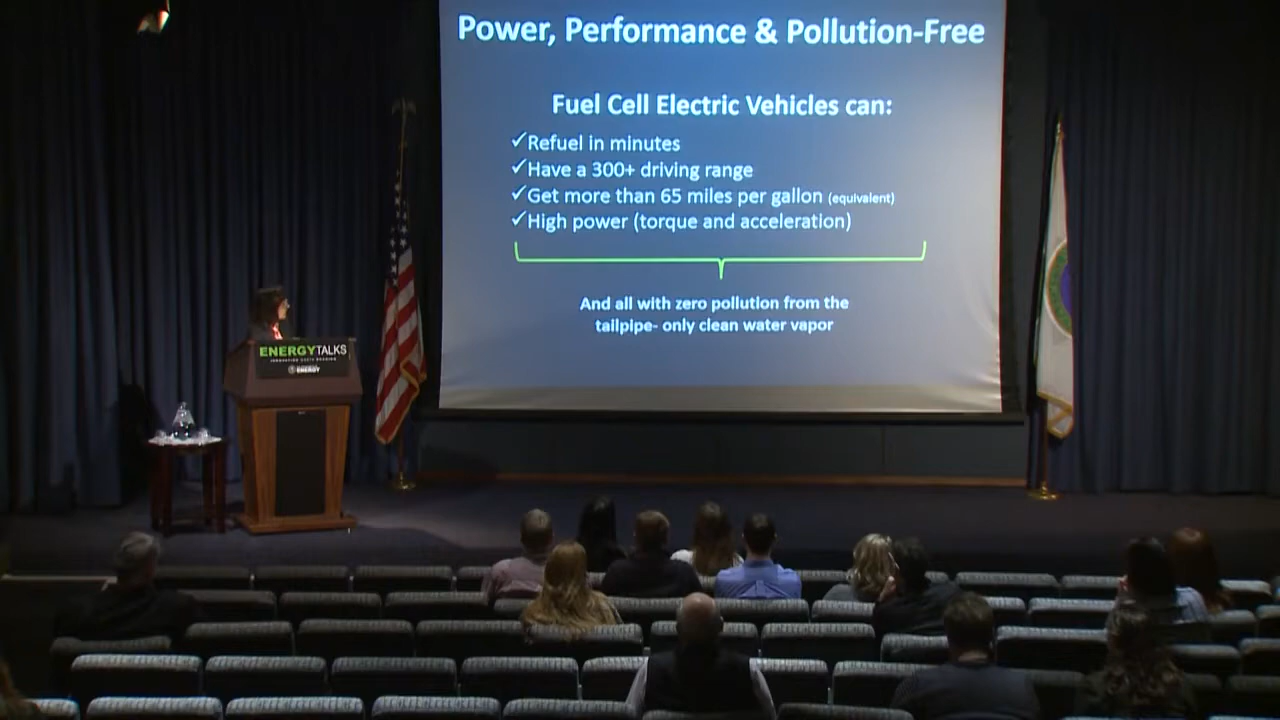 Power, Performance & Pollution-Free
Fuel Cell Electric Vehicles can:
✓Refuel in minutes
✓Have a 300+ driving range
✓Get more than 65 miles per gallon (equivalent)
✓High power (torque and acceleration)
And all with zero pollution from the
tailpipe- only clean water vapor
ENERGYTALKS
ENERGY